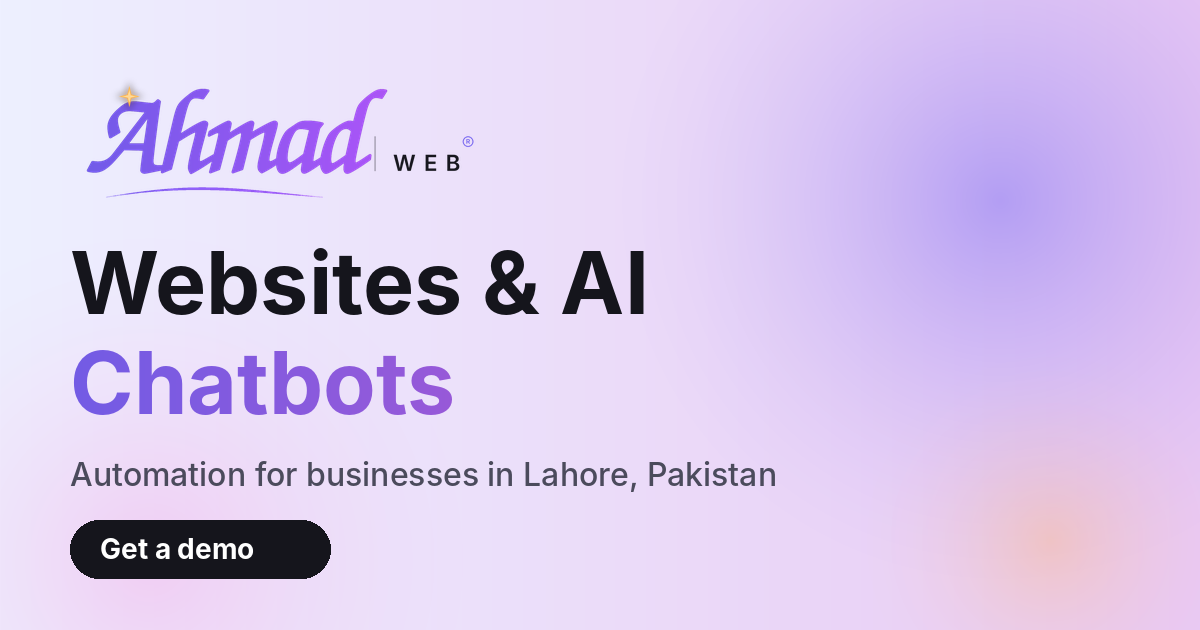 Ahmad WEB®
Websites & AI
Chatbots
Automation for businesses in Lahore, Pakistan
Get a demo